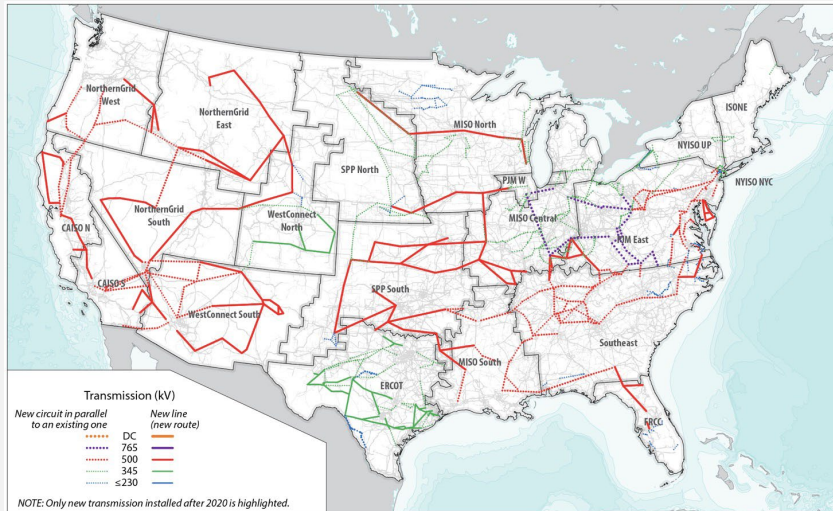 NorthernGrid
West
NorthernGrid
East
MISO North
ISONE
NYISO UP
NYISO NYC
SPP North
PJM W
MISO Central
PJM East
NorthernGrid
South
WestConnect
North
CAISO N
CAISO S
WestConnect South
SPP South
Southeast
MISO South
ERCOT
FRCC
Transmission (kV)
New circuit in parallel
to an existing one
New line
(new route)
DC
765
500
345
≤230
NOTE: Only new transmission installed after 2020 is highlighted.